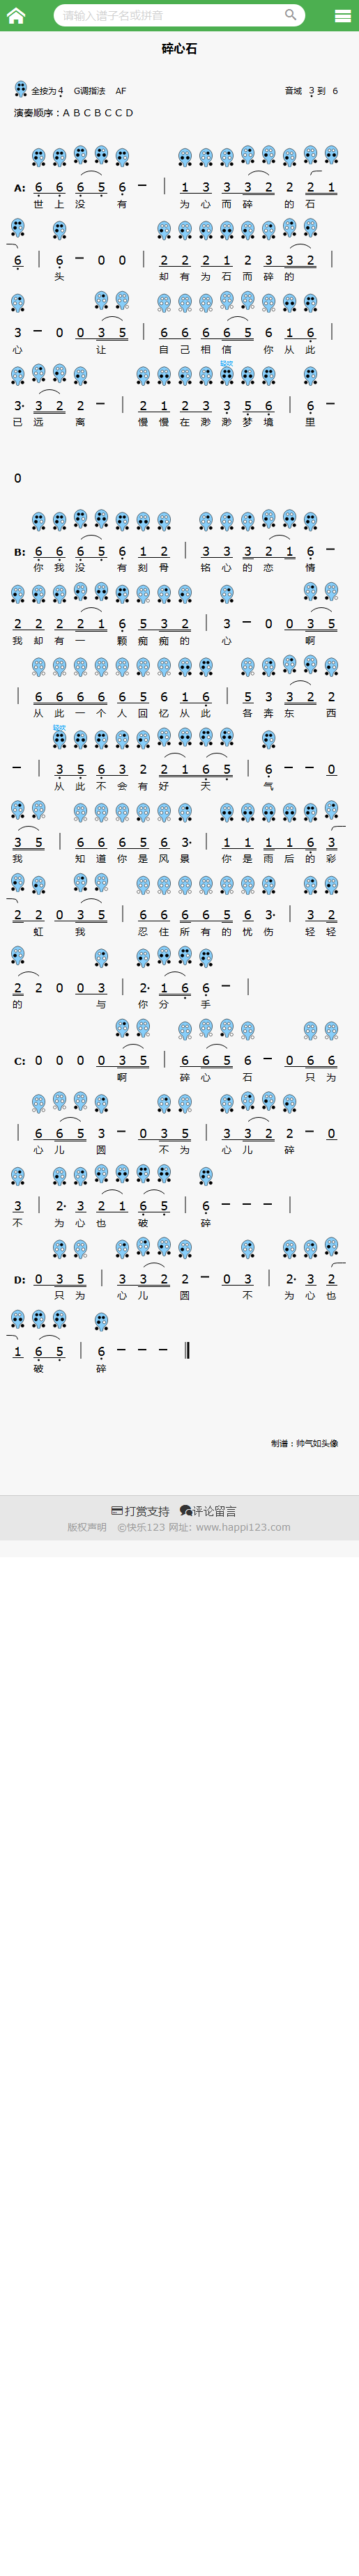 请输入谱子名或拼音
碎心石
全按为4 G调指法 AF 音域 3 到 6
演奏顺序：A B C B C C D
A: 6 6 6 5 6 － | 1 3 3 3 2 2 2 1
世 上 没 有 为 心 而 碎 的 石
6 | 6 － 0 0 | 2 2 2 1 2 3 3 2 |
头 却 有 为 石 而 碎 的
3 － 0 0 3 5 | 6 6 6 6 5 6 1 6 |
心 让 自 己 相 信 你 从 此
轻吹
3· 3 2 2 － | 2 1 2 3 3 5 6 | 6 －
已 远 离 慢 慢 在 渺 渺 梦 境 里
0
B: 6 6 6 5 6 1 2 | 3 3 3 2 1 6 －
你 我 没 有 刻 骨 铭 心 的 恋 情
2 2 2 2 1 6 5 3 2 | 3 － 0 0 3 5
我 却 有 一 颗 痴 痴 的 心 啊
| 6 6 6 6 6 5 6 1 6 | 5 3 3 2 2
从 此 一 个 人 回 忆 从 此 各 奔 东 西
轻吹
－ | 3 5 6 3 2 2 1 6 5 | 6 － － 0
从 此 不 会 有 好 天 气
3 5 | 6 6 6 5 6 3· | 1 1 1 1 6 3
我 知 道 你 是 风 景 你 是 雨 后 的 彩
2 2 0 3 5 | 6 6 6 6 5 6 3· | 3 2
虹 我 忍 住 所 有 的 忧 伤 轻 轻
2 2 0 0 3 | 2· 1 6 6 － |
的 与 你 分 手
C: 0 0 0 0 3 5 | 6 6 5 6 － 0 6 6
啊 碎 心 石 只 为
| 6 6 5 3 － 0 3 5 | 3 3 2 2 － 0
心 儿 圆 不 为 心 儿 碎
3 | 2· 3 2 1 6 5 | 6 － － － |
不 为 心 也 破 碎
D: 0 3 5 | 3 3 2 2 － 0 3 | 2· 3 2
只 为 心 儿 圆 不 为 心 也
1 6 5 | 6 － － － ‖
破 碎
制谱：帅气如头像
打赏支持 评论留言
版权声明 ©快乐123 网址: www.happi123.com